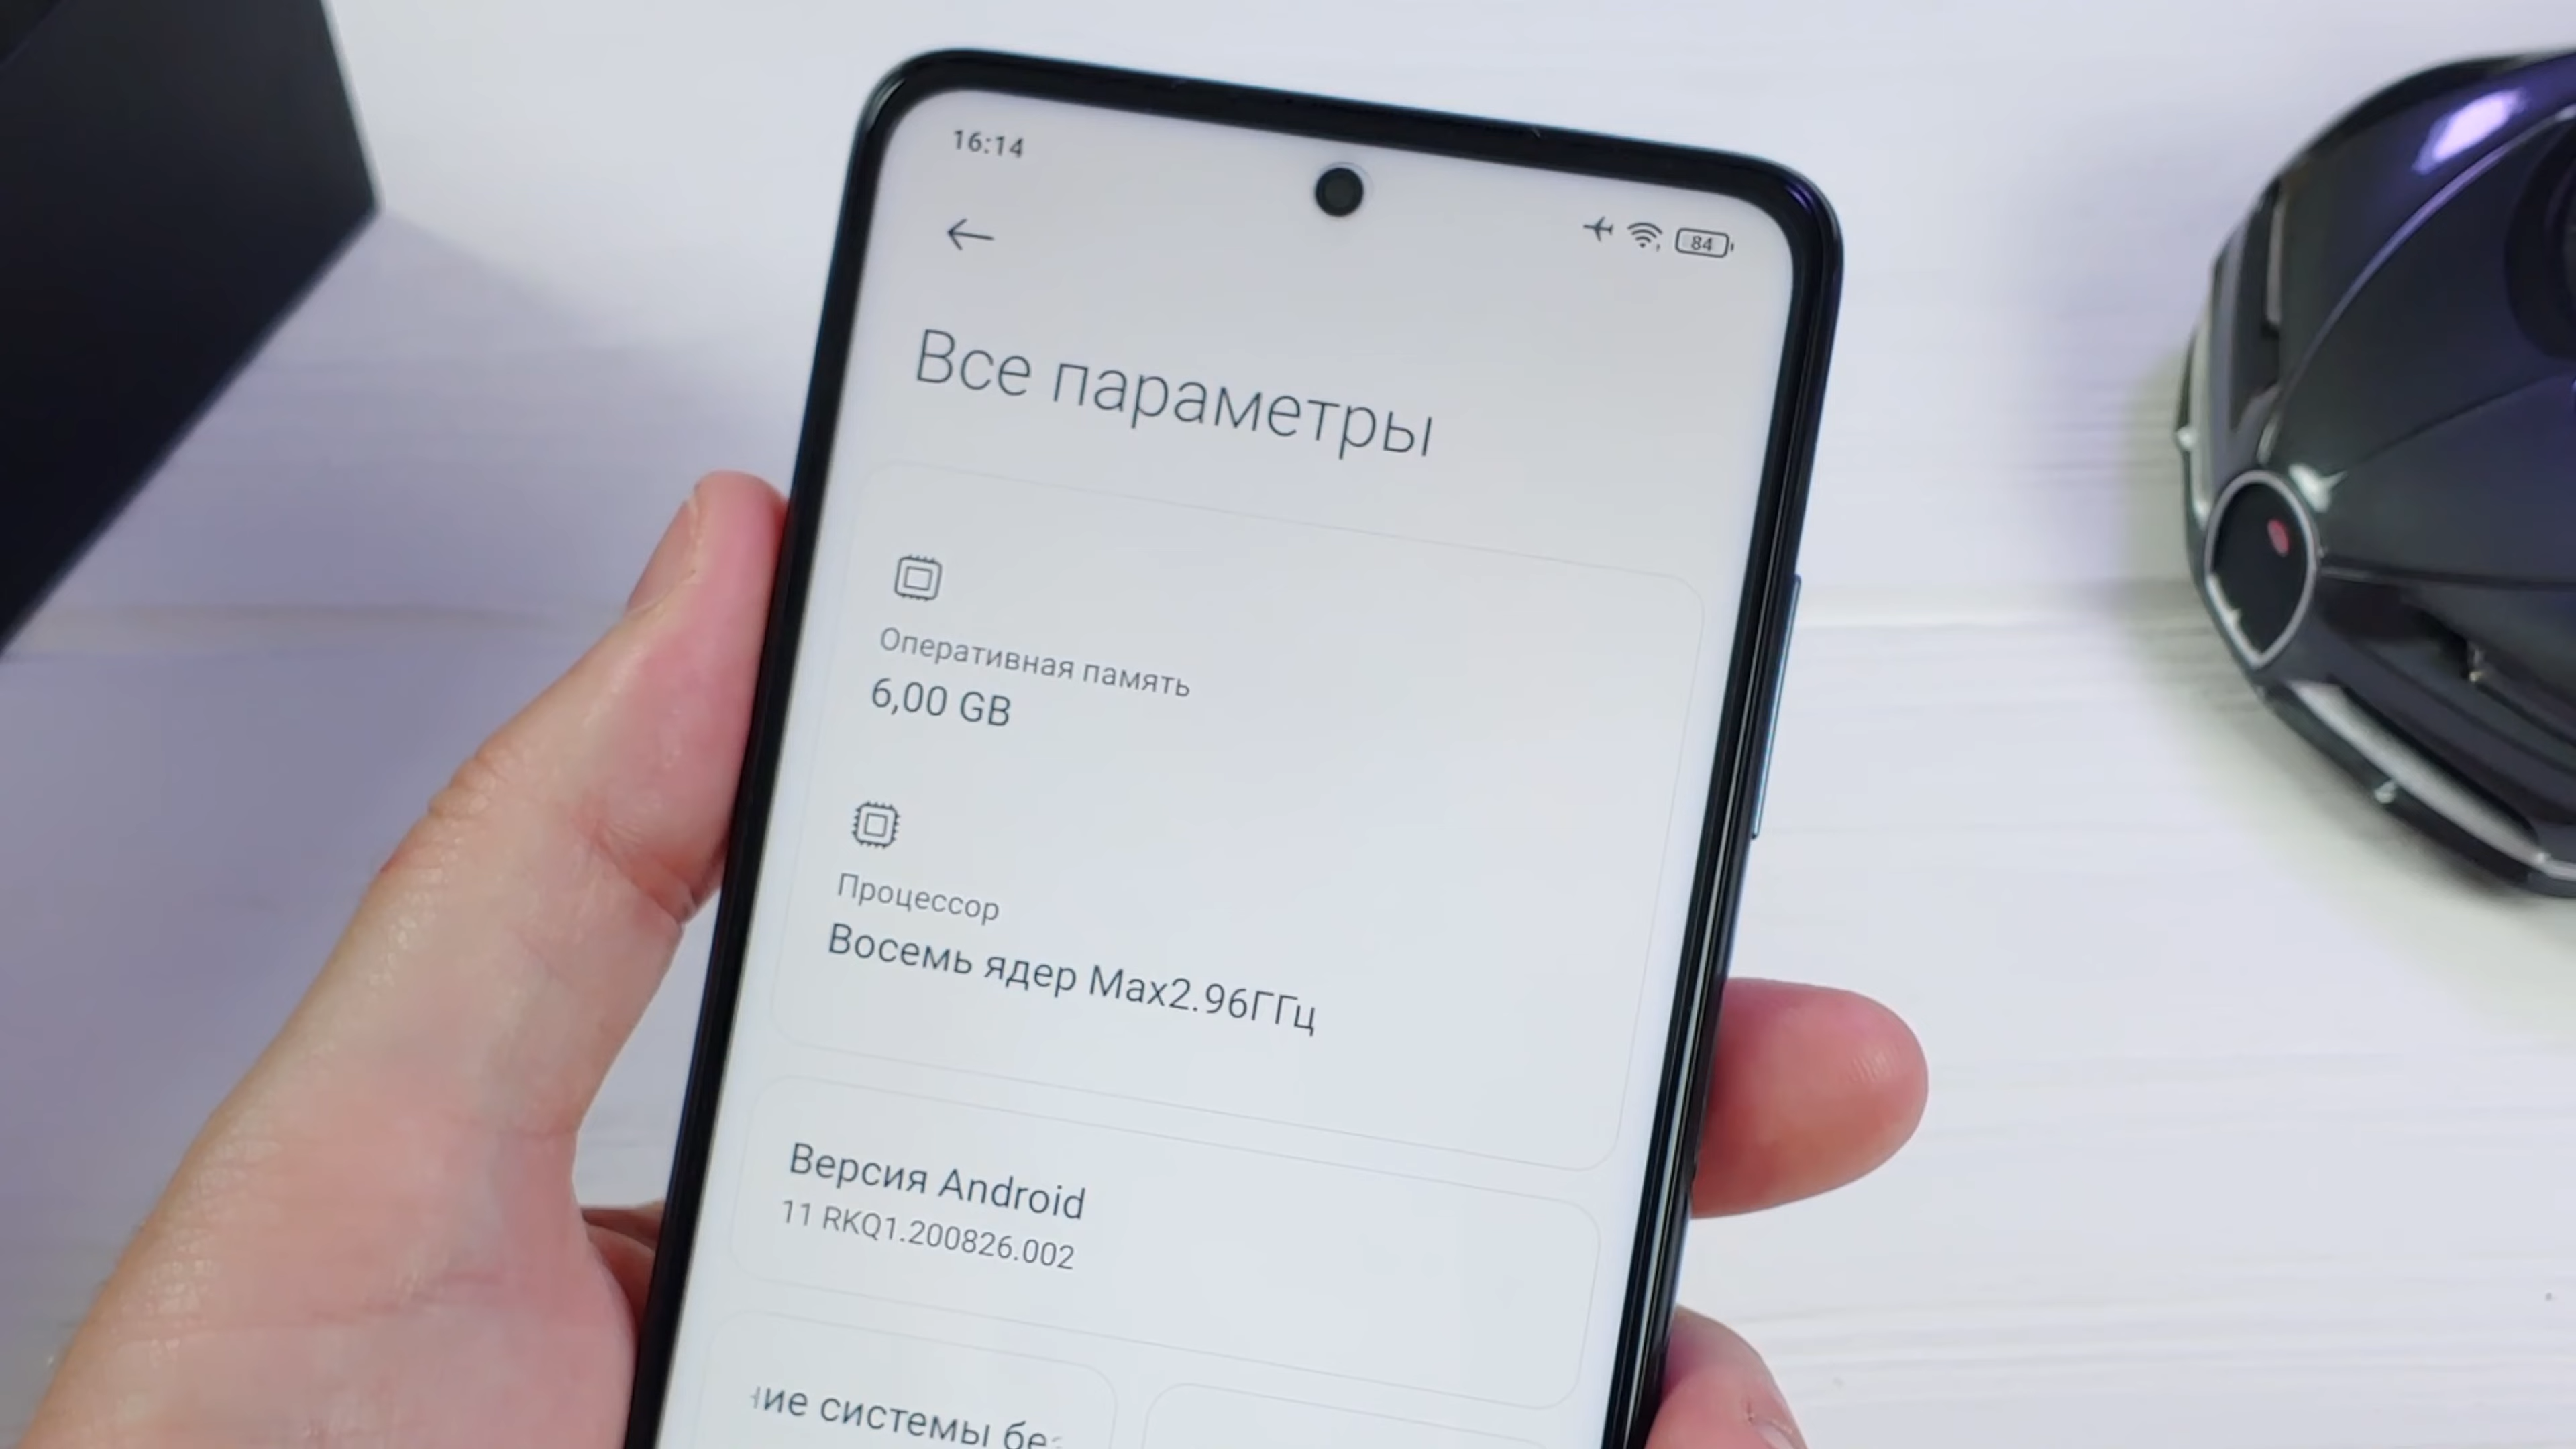 16:14
84
Все параметры
Оперативная память
6,00 GB
Процессор
Восемь ядер Max2.96ГГц
Версия Android
11 RKQ1.200826.002
системы